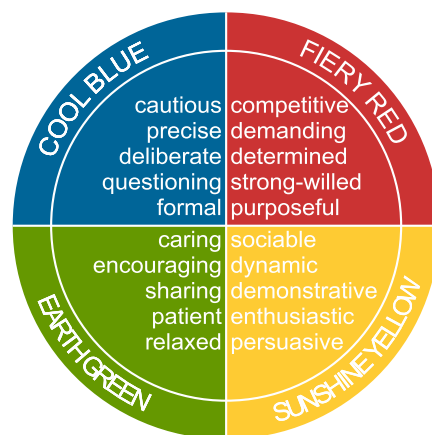 COOL BLUE
cautious
precise
deliberate
questioning
formal
FIERY RED
competitive
demanding
determined
strong-willed
purposeful
EARTH GREEN
caring
encouraging
sharing
patient
relaxed
SUNSHINE YELLOW
sociable
dynamic
demonstrative
enthusiastic
persuasive